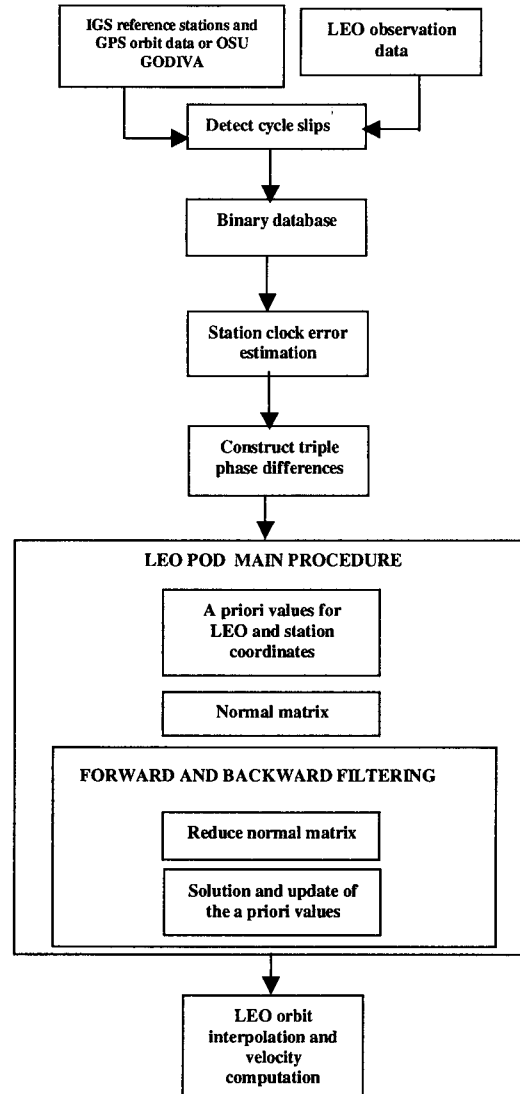 IGS reference stations and
GPS orbit data or OSU
GODIVA
LEO observation
data
Detect cycle slips
Binary database
Station clock error
estimation
Construct triple
phase differences
LEO POD MAIN PROCEDURE
A priori values for
LEO and station
coordinates
Normal matrix
FORWARD AND BACKWARD FILTERING
Reduce normal matrix
Solution and update of
the a priori values
LEO orbit
interpolation and
velocity
computation